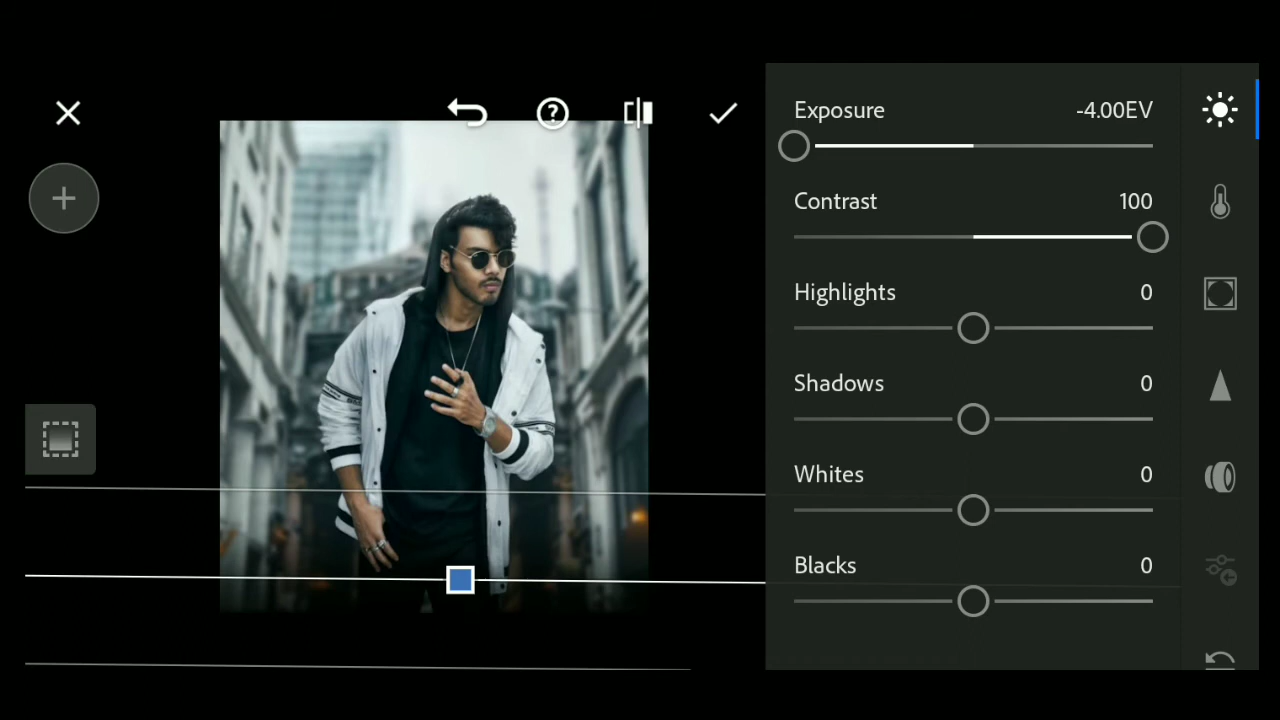 Exposure -4.00EV
Contrast 100
Highlights 0
Shadows 0
Whites 0
Blacks 0